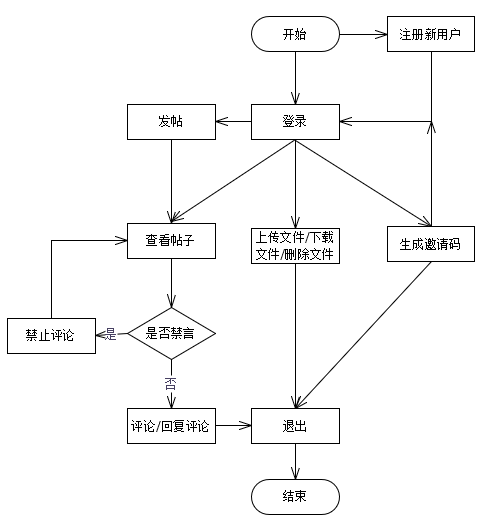 开始
注册新用户
发帖
登录
查看帖子
上传文件/下载
文件/删除文件
生成邀请码
禁止评论
是
是否禁言
否
评论/回复评论
退出
结束